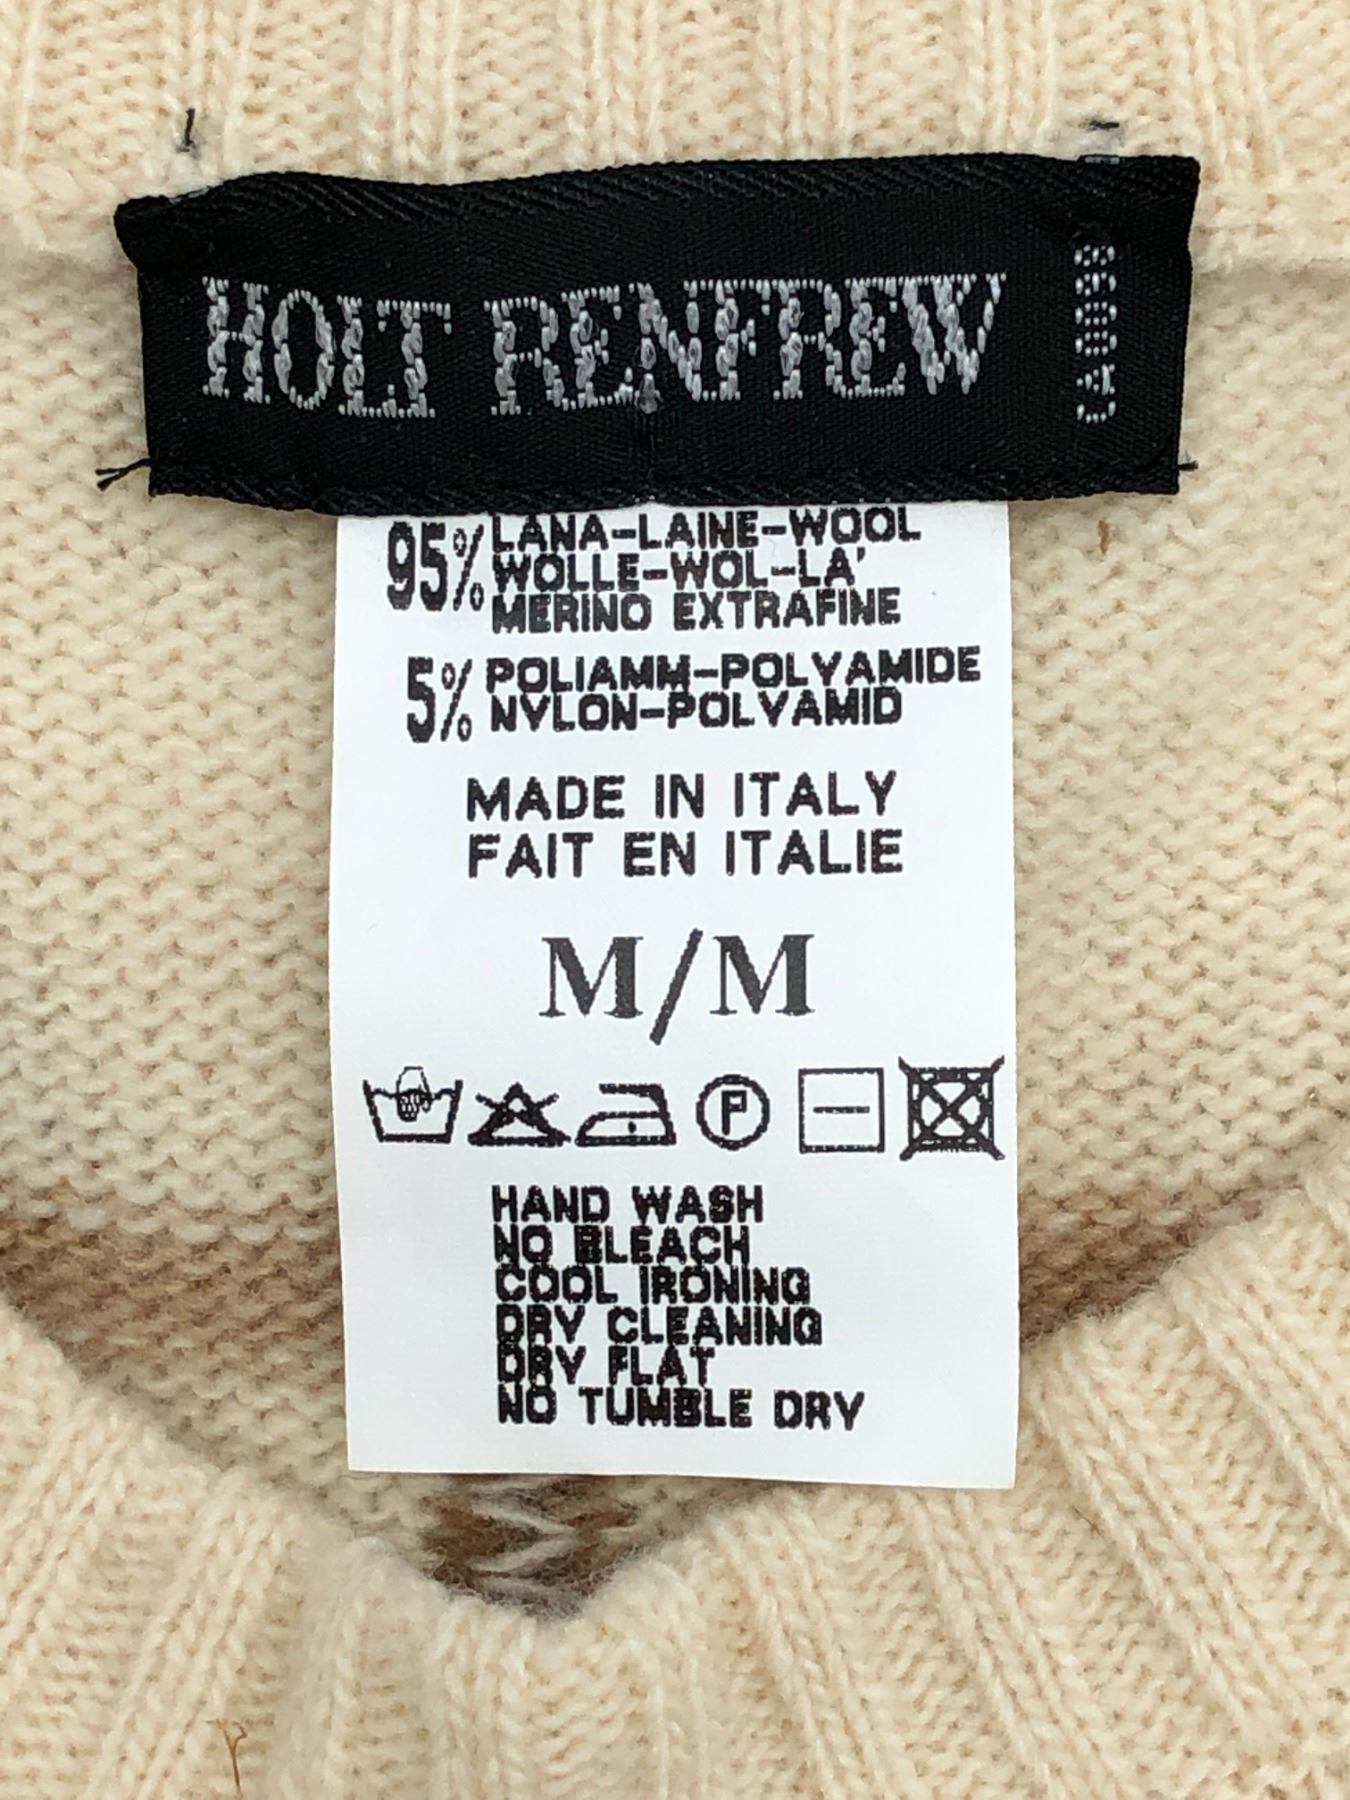 HOLT RENFREW
CA0098
95% LANA-LAINE-WOOL
WOLLE-WOL-LA'
MERINO EXTRAFINE
5% POLIAMM-POLYAMIDE
NYLON-POLYAMID
MADE IN ITALY
FAIT EN ITALIE
M/M
P
HAND WASH
NO BLEACH
COOL IRONING
DRY CLEANING
DRY FLAT
NO TUMBLE DRY